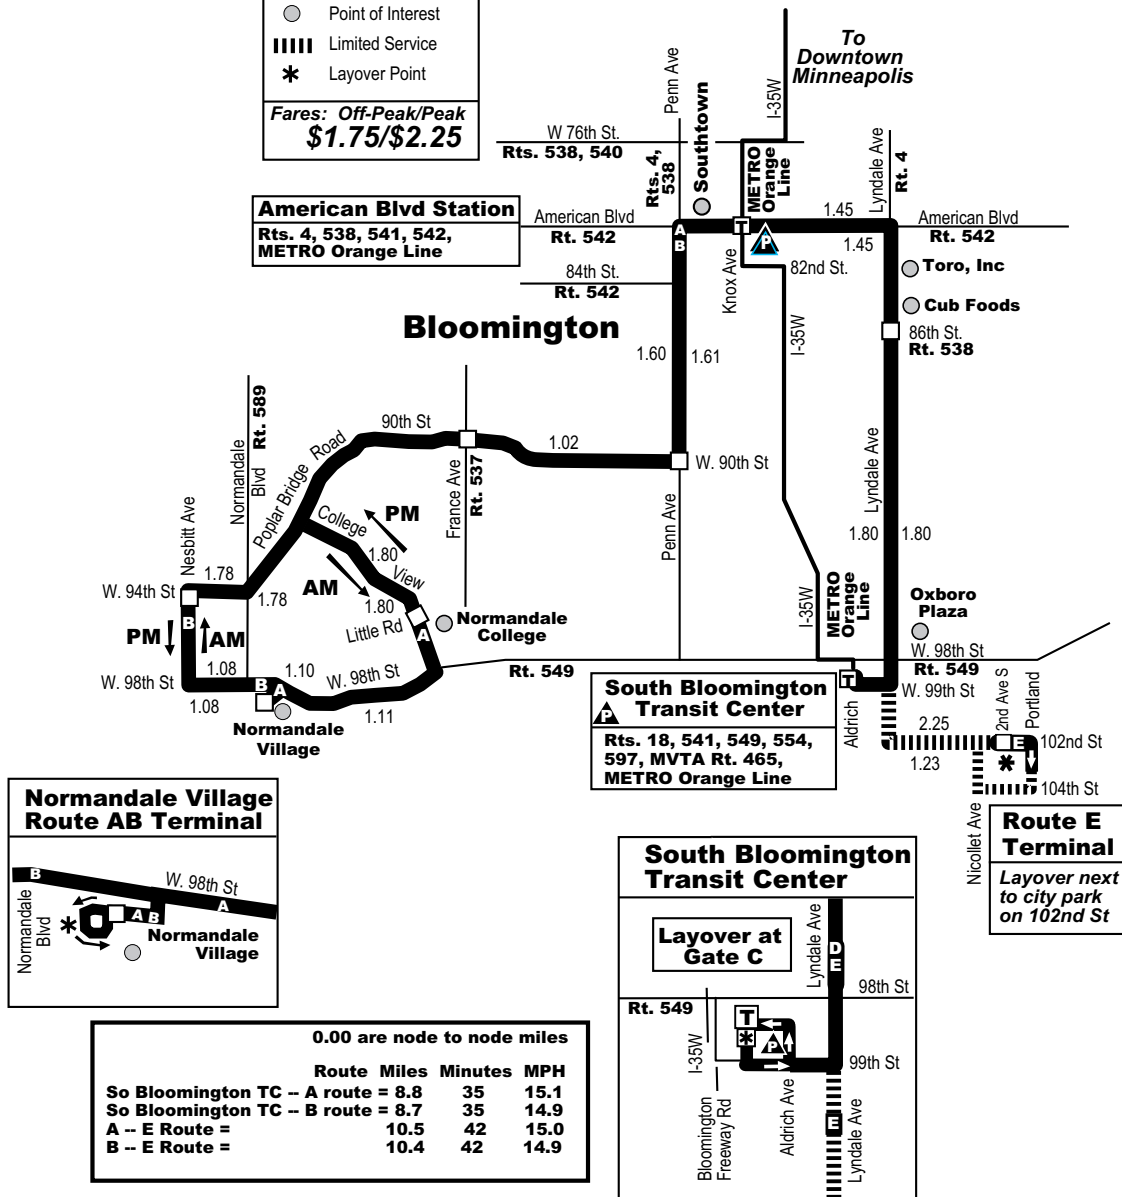 Point of Interest
Limited Service
Layover Point
Fares: Off-Peak/Peak
$1.75/$2.25
To
Downtown
Minneapolis
I-35W
Penn Ave
Southtown
W 76th St.
Rts. 538, 540
Rts. 4,
538
METRO
Orange
Line
Lyndale Ave
Rt. 4
American Blvd Station
Rts. 4, 538, 541, 542,
METRO Orange Line
American Blvd
Rt. 542
A
B
T
P
1.45
1.45
American Blvd
Rt. 542
84th St.
Rt. 542
Knox Ave
82nd St.
Toro, Inc
Cub Foods
Bloomington
1.60
1.61
I-35W
86th St.
Rt. 538
Rt. 589
Normandale
Blvd
90th St
1.02
W. 90th St
Poplar Bridge Road
France Ave
Rt. 537
Lyndale Ave
Nesbitt Ave
College View
PM
1.80
AM
1.80
Penn Ave
1.80
1.80
1.78
W. 94th St
1.78
Little Rd
A
Normandale
College
I-35W
METRO
Orange
Line
Oxboro
Plaza
B
PM
AM
W. 98th St
Rt. 549
W. 98th St
Rt. 549
1.08
W. 98th St
1.08
B
A
1.10
W. 98th St
1.11
Normandale
Village
T
W. 99th St
Aldrich
South Bloomington
Transit Center
P
Rts. 18, 541, 549, 554,
597, MVTA Rt. 465,
METRO Orange Line
2.25
1.23
2nd Ave S
Portland
E
102nd St
104th St
Nicollet Ave
Route E
Terminal
Layover next
to city park
on 102nd St
Normandale Village
Route AB Terminal
B
W. 98th St
A
A B
Normandale
Blvd
Normandale
Village
South Bloomington
Transit Center
Layover at
Gate C
Lyndale Ave
D
E
98th St
Rt. 549
T
P
I-35W
99th St
Bloomington
Freeway Rd
Aldrich Ave
E
Lyndale Ave
0.00 are node to node miles
Route Miles Minutes MPH
So Bloomington TC -- A route = 8.8 35 15.1
So Bloomington TC -- B route = 8.7 35 14.9
A -- E Route = 10.5 42 15.0
B -- E Route = 10.4 42 14.9